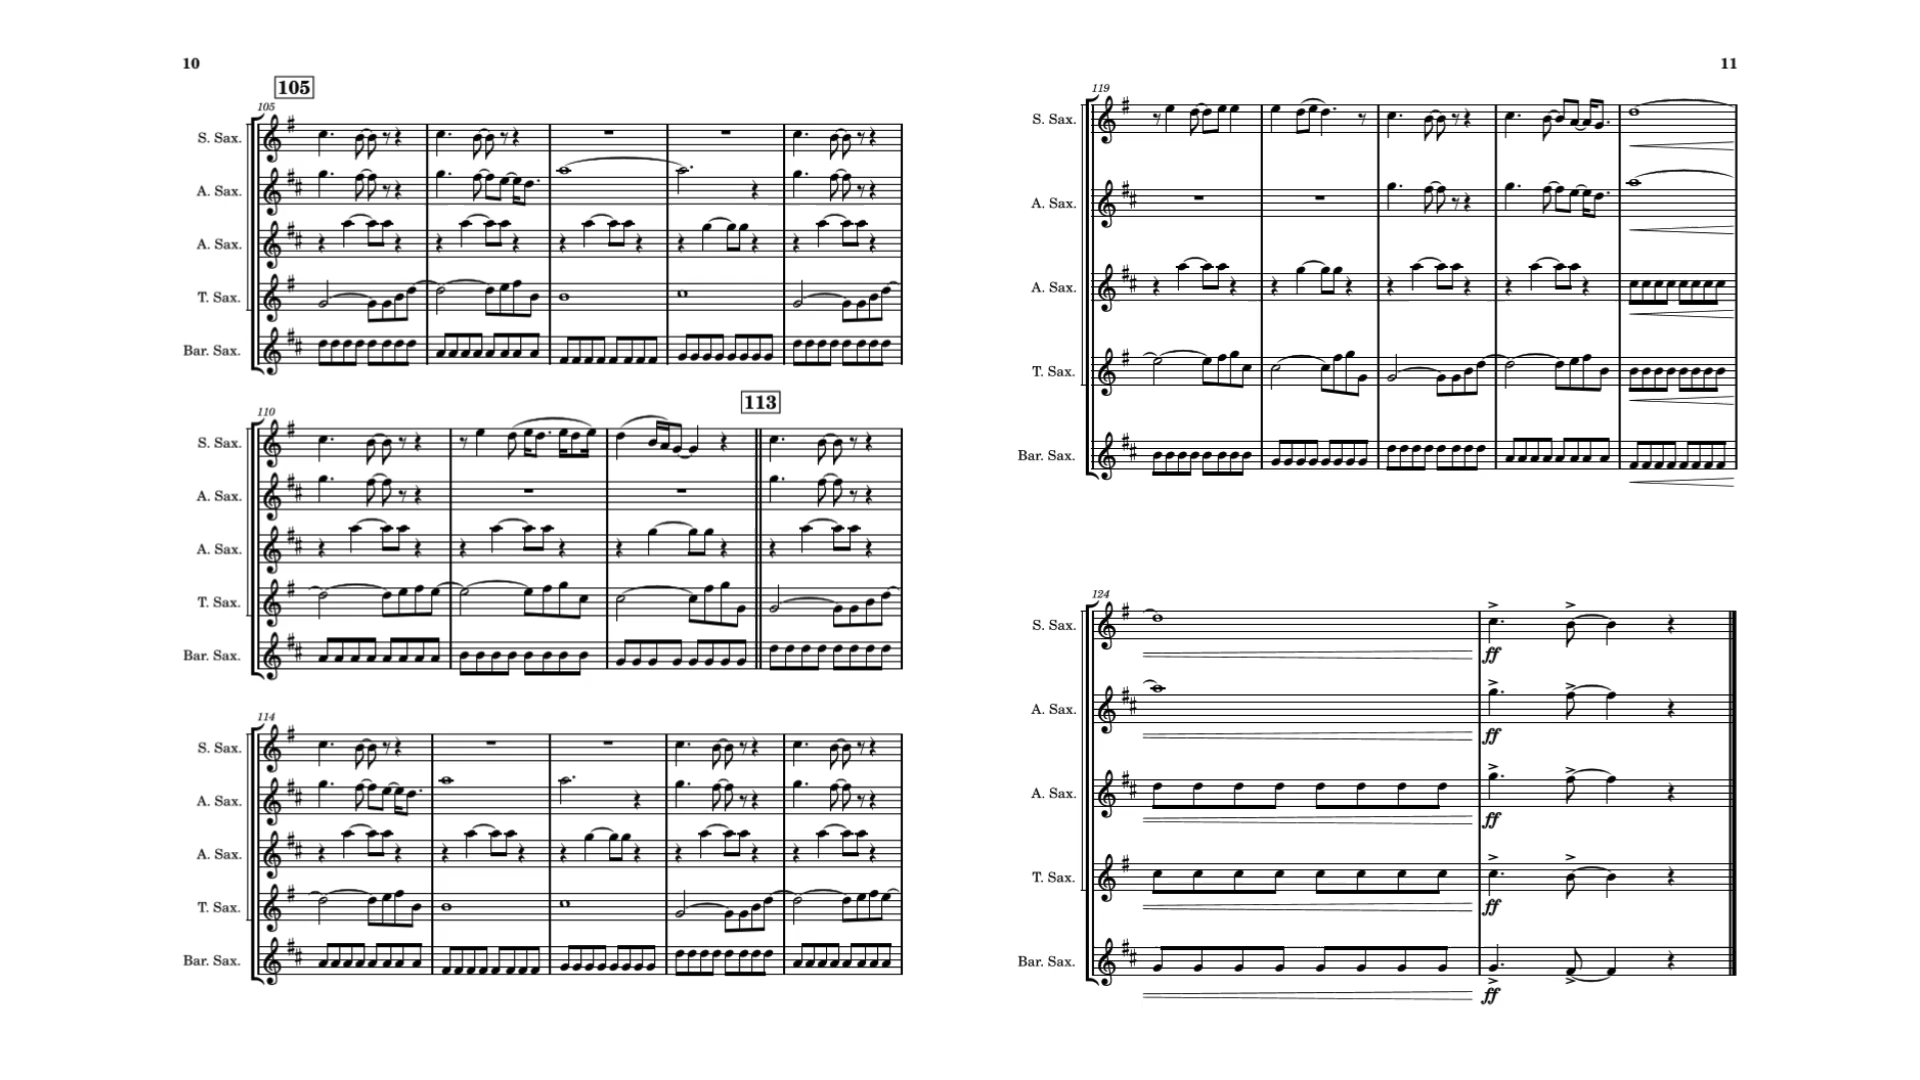 10
105
105
S. Sax.
A. Sax.
A. Sax.
T. Sax.
Bar. Sax.
110
113
S. Sax.
A. Sax.
A. Sax.
T. Sax.
Bar. Sax.
114
S. Sax.
A. Sax.
A. Sax.
T. Sax.
Bar. Sax.
11
119
S. Sax.
A. Sax.
A. Sax.
T. Sax.
Bar. Sax.
124
S. Sax.
ff
A. Sax.
ff
A. Sax.
ff
T. Sax.
ff
Bar. Sax.
ff